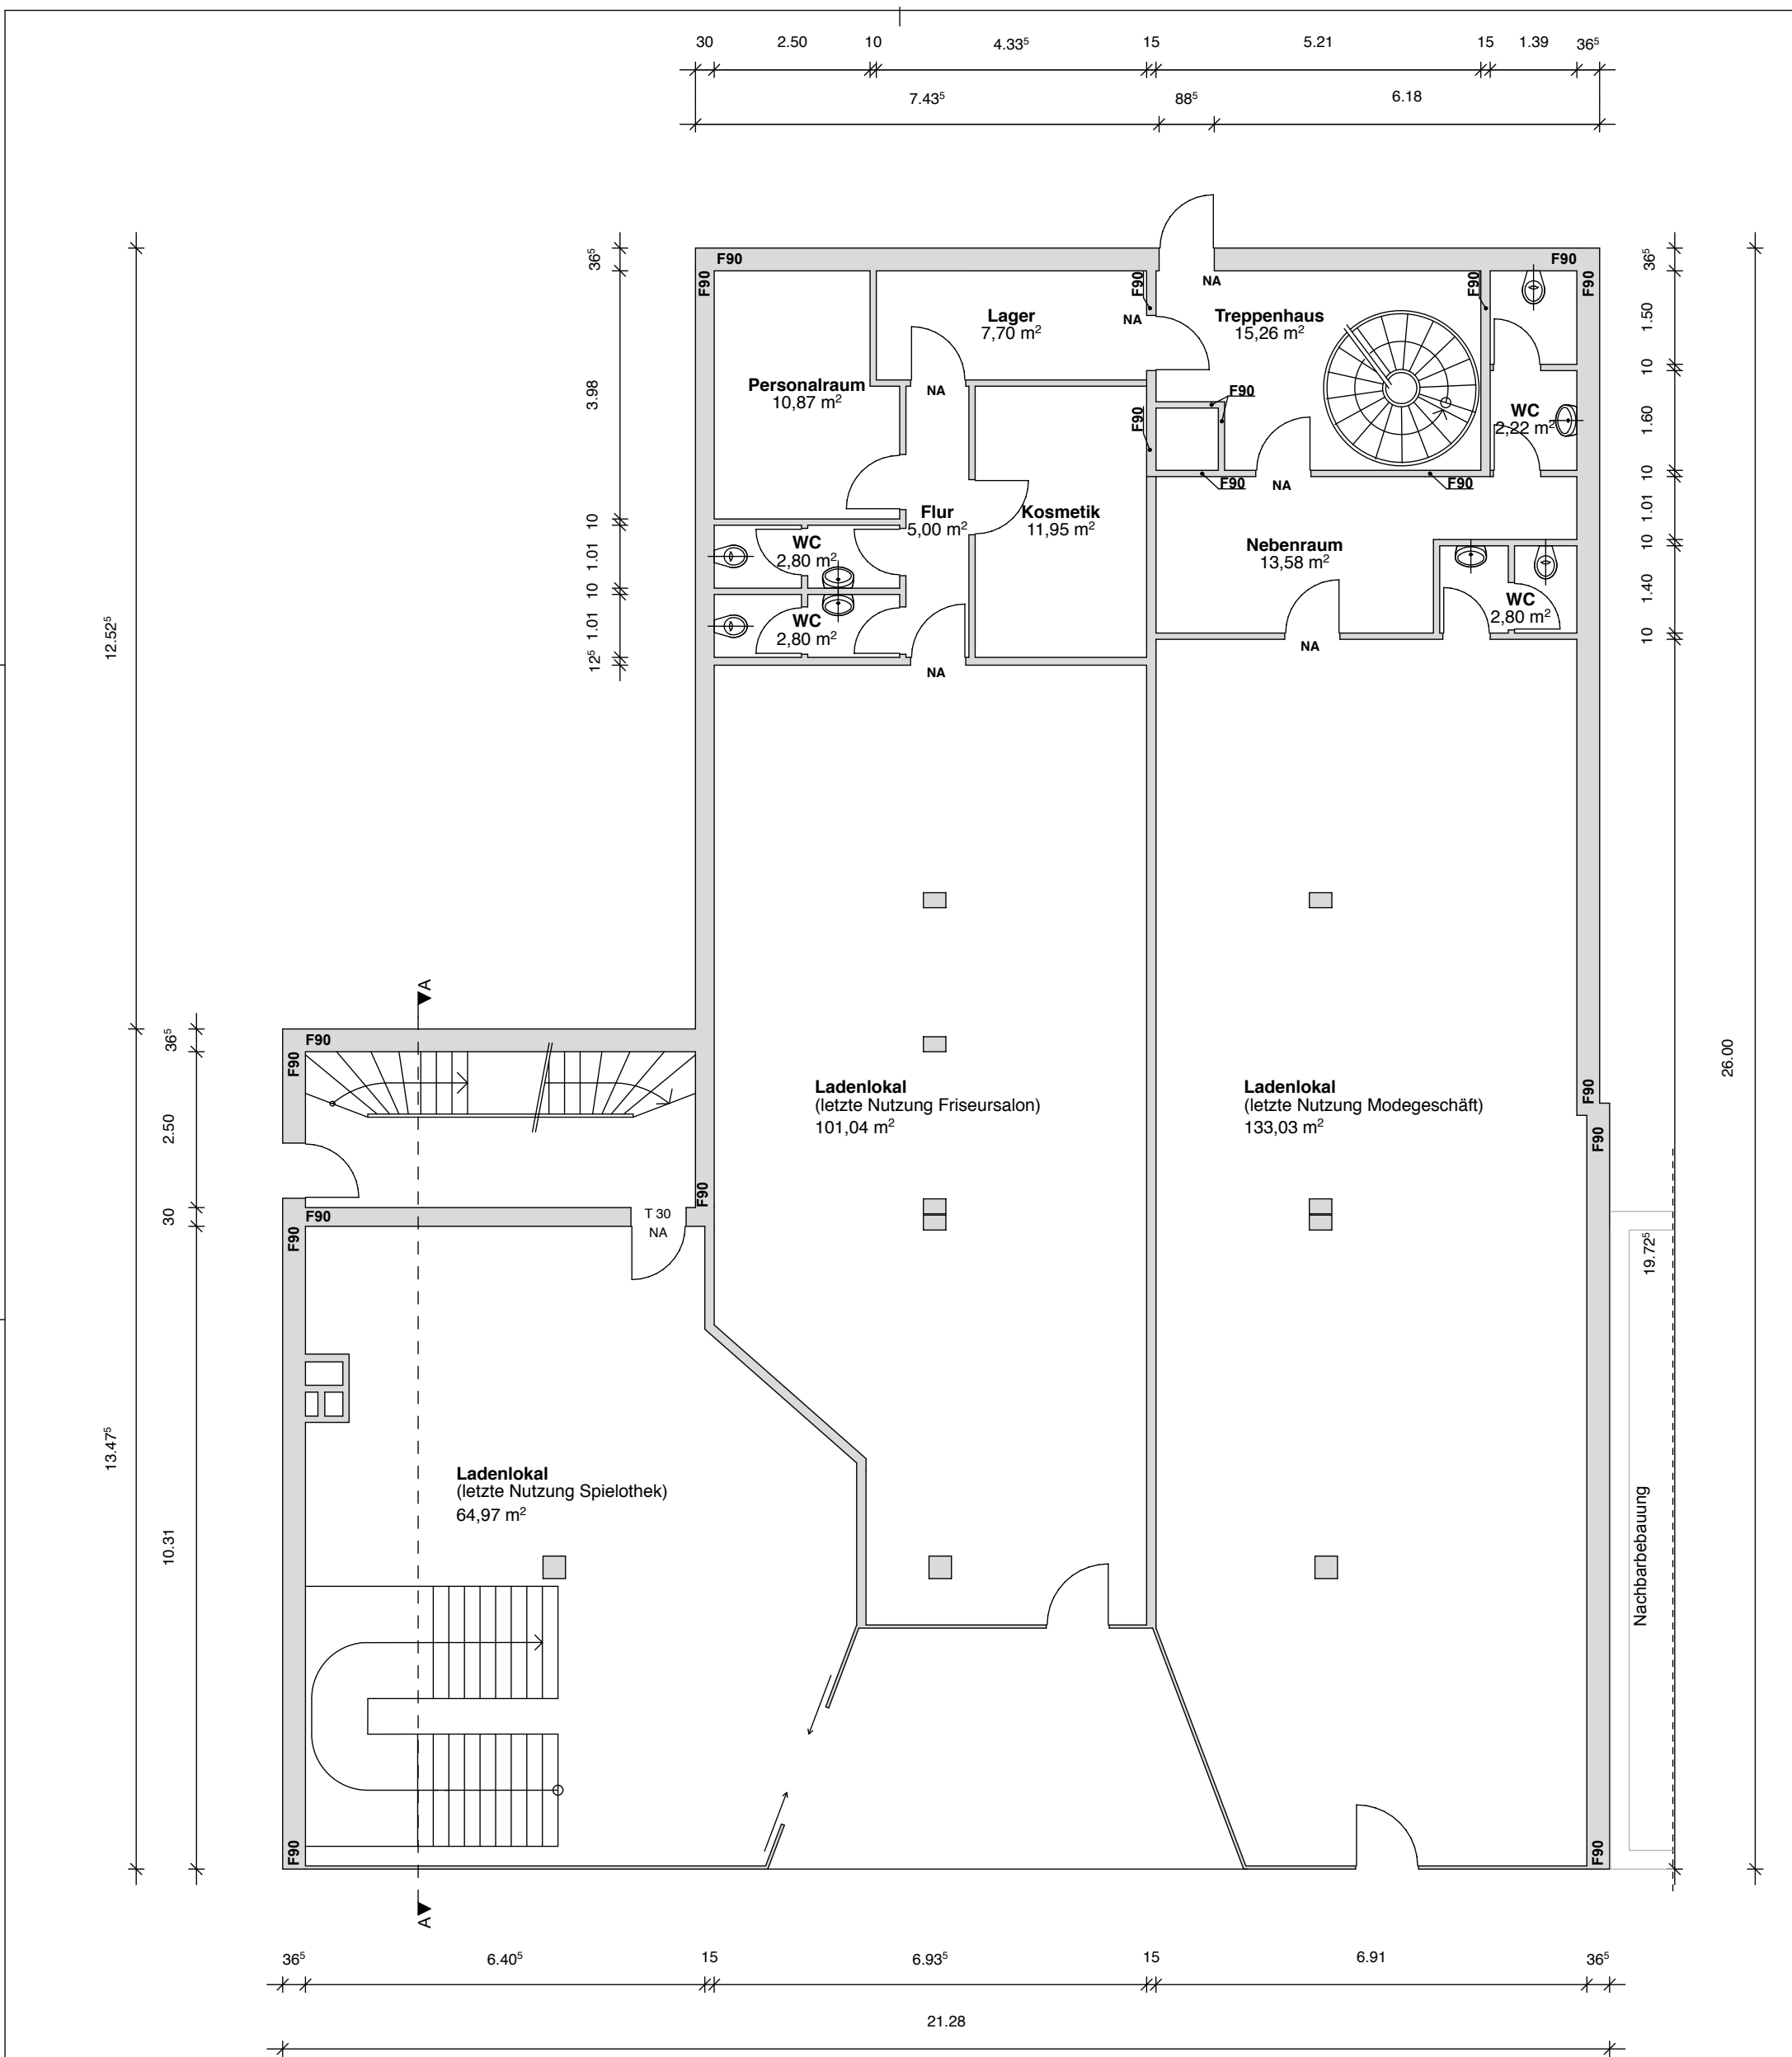 30 2.50 10 4.33⁵ 15 5.21 15 1.39 36⁵
7.43⁵ 88⁵ 6.18
F90 F90
F90 F90 F90 F90
NA
Lager
7,70 m²
NA
Treppenhaus
15,26 m²
Personalraum
10,87 m²
NA
F90
F90
WC
2,22 m²
F90 F90
NA
Flur
5,00 m²
Kosmetik
11,95 m²
WC
2,80 m²
Nebenraum
13,58 m²
WC
2,80 m²
WC
2,80 m²
NA
NA
36⁵
3.98
10
1.01
10
1.01
12⁵
36⁵
1.50
10
1.60
10
1.01
10
1.40
10
12.52⁵
26.00
A
36⁵
2.50
30
10.31
13.47⁵
F90
F90
F90
F90
T 30
NA
F90
F90
F90
F90
Ladenlokal
(letzte Nutzung Friseursalon)
101,04 m²
Ladenlokal
(letzte Nutzung Modegeschäft)
133,03 m²
19.72⁵
Nachbarbebauung
Ladenlokal
(letzte Nutzung Spielothek)
64,97 m²
F90
F90
A
36⁵ 6.40⁵ 15 6.93⁵ 15 6.91 36⁵
21.28